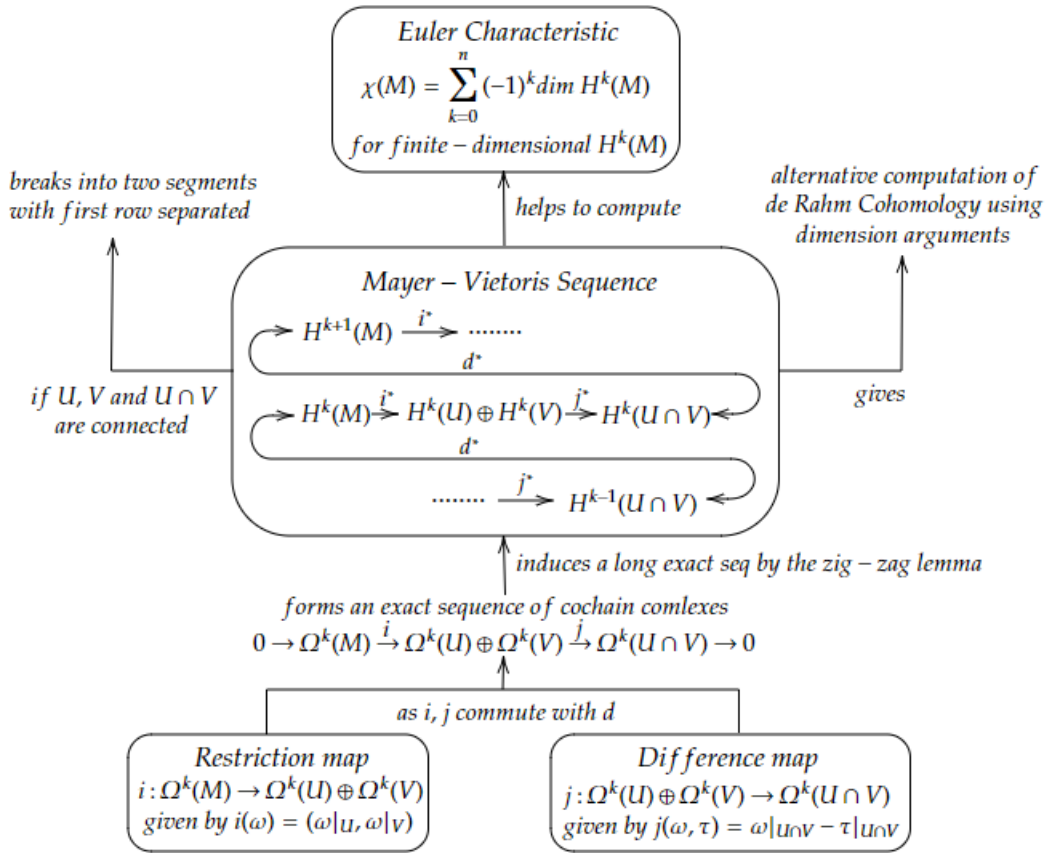 Euler Characteristic
χ(M) = ∑_{k=0}^{n} (−1)^k dim H^k(M)
for finite − dimensional H^k(M)
breaks into two segments
with first row separated
helps to compute
alternative computation of
de Rahm Cohomology using
dimension arguments
Mayer − Vietoris Sequence
H^{k+1}(M) →^{i*} ........
d*
if U, V and U ∩ V
are connected
H^k(M) →^{i*} H^k(U) ⊕ H^k(V) →^{j*} H^k(U ∩ V)
gives
d*
........ →^{j*} H^{k−1}(U ∩ V)
induces a long exact seq by the zig − zag lemma
forms an exact sequence of cochain comlexes
0 → Ω^k(M) →^{i} Ω^k(U) ⊕ Ω^k(V) →^{j} Ω^k(U ∩ V) → 0
as i, j commute with d
Restriction map
i : Ω^k(M) → Ω^k(U) ⊕ Ω^k(V)
given by i(ω) = (ω|_U, ω|_V)
Difference map
j : Ω^k(U) ⊕ Ω^k(V) → Ω^k(U ∩ V)
given by j(ω, τ) = ω|_{U∩V} − τ|_{U∩V}